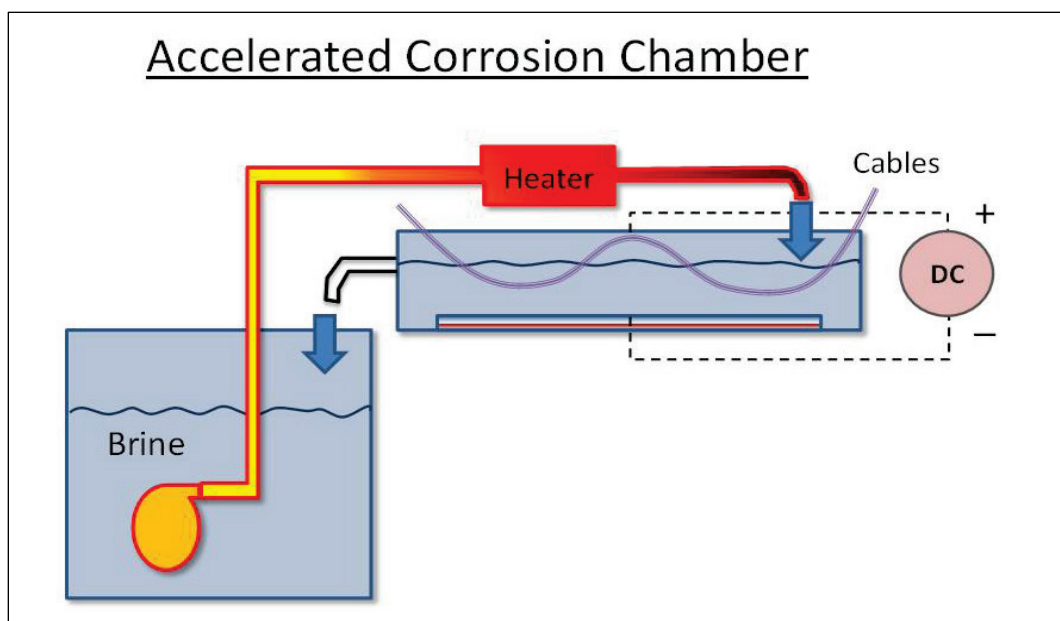 Accelerated Corrosion Chamber
Cables
Heater
+
DC
–
Brine